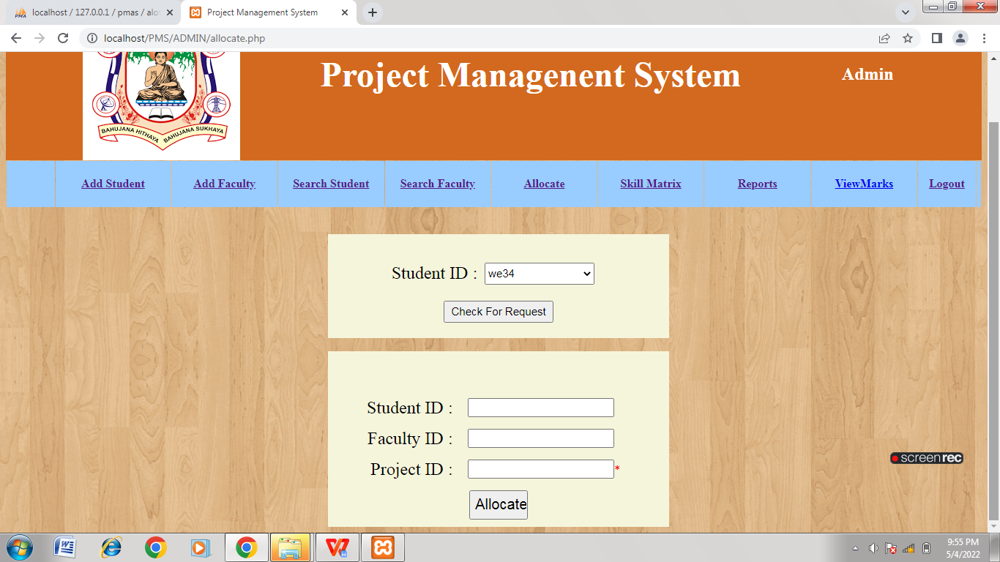 localhost / 127.0.0.1 / pmas / alo
Project Management System
localhost/PMS/ADMIN/allocate.php
Project Managenent System
Admin
BAHUJANA HITHAYA BAHUJANA SUKHAYA
Add Student Add Faculty Search Student Search Faculty Allocate Skill Matrix Reports ViewMarks Logout
Student ID : we34
Check For Request
Student ID :
Faculty ID :
Project ID : *
Allocate
screenrec
9:55 PM
5/4/2022